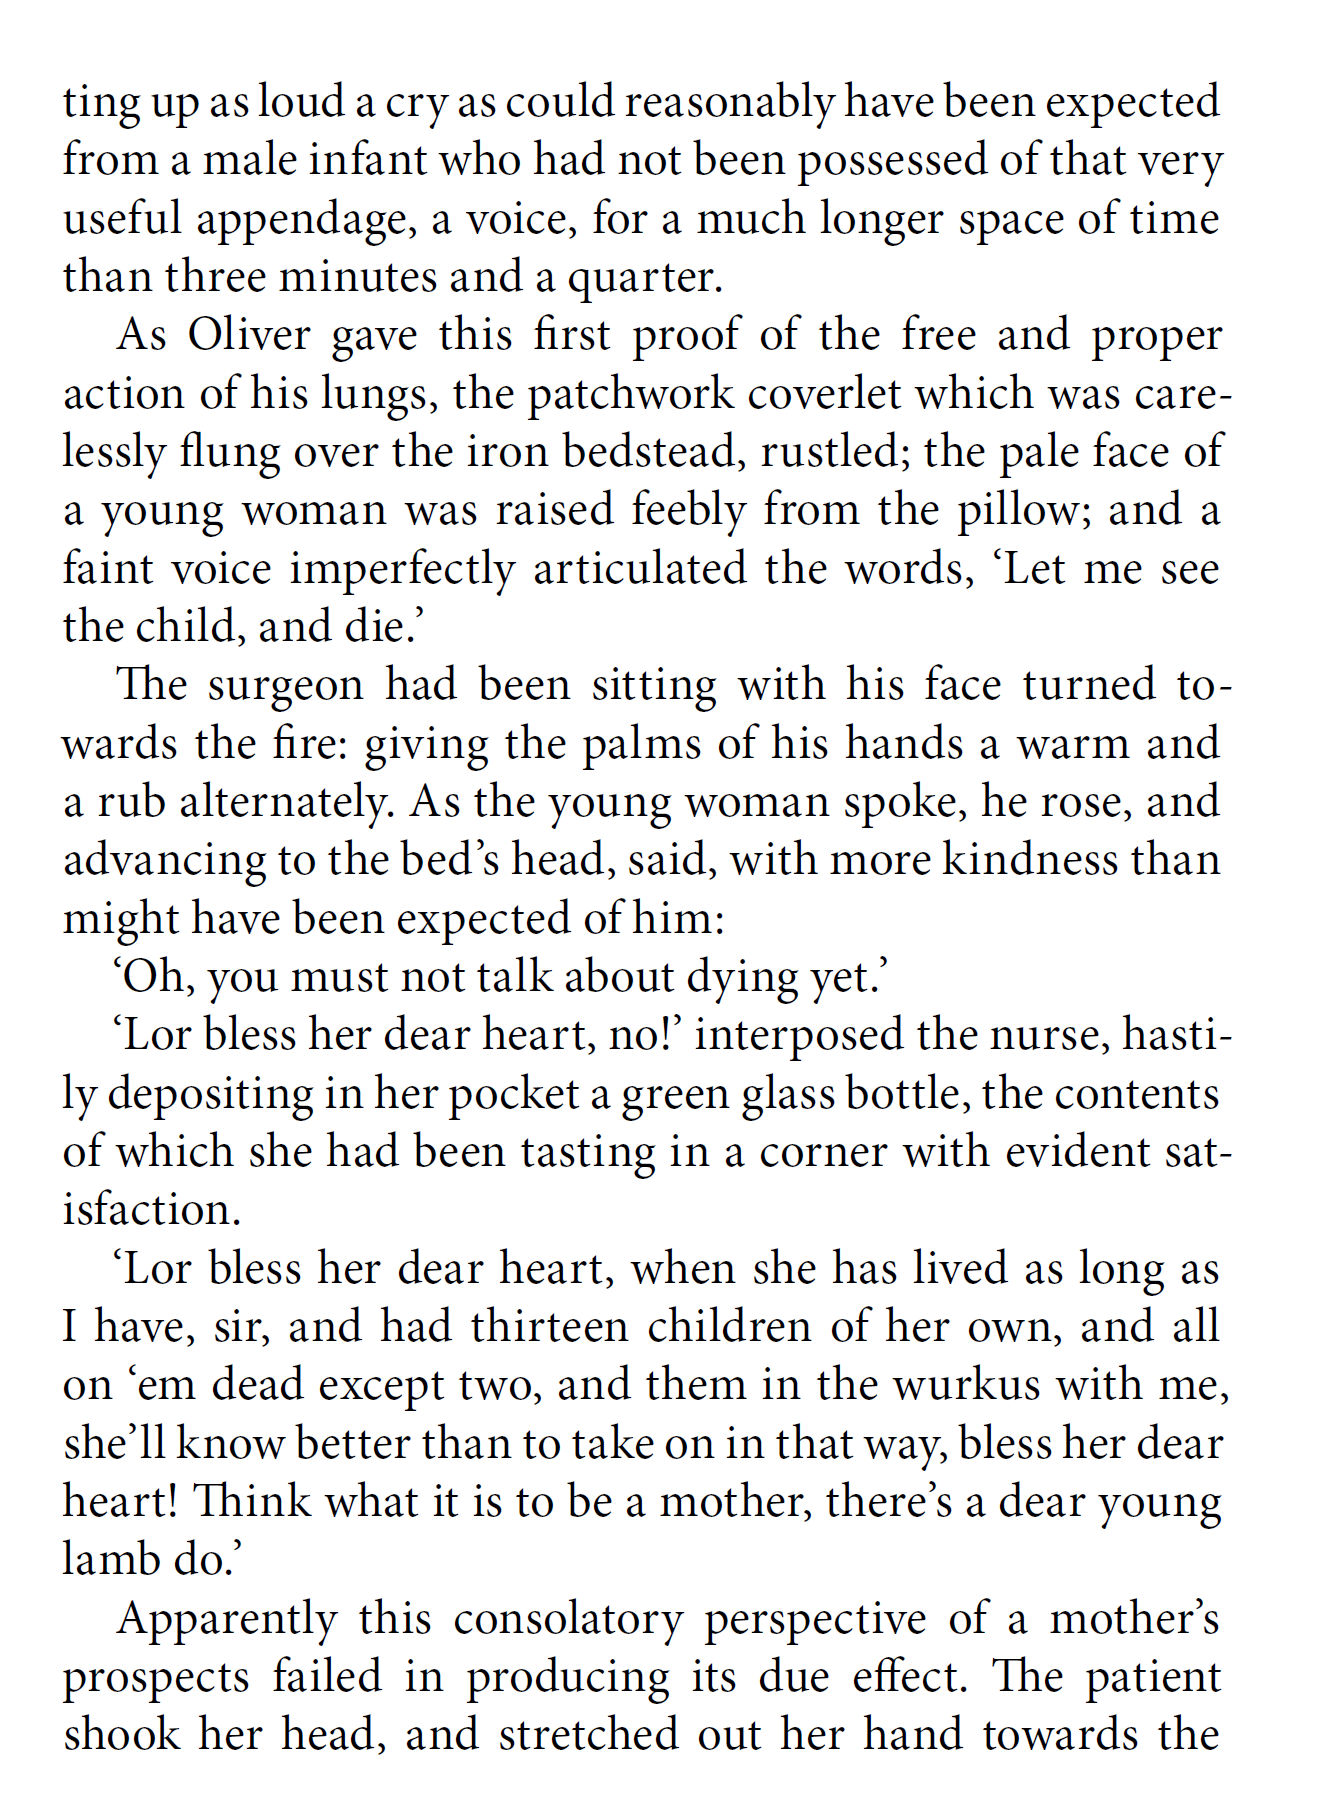 ting up as loud a cry as could reasonably have been expected
from a male infant who had not been possessed of that very
useful appendage, a voice, for a much longer space of time
than three minutes and a quarter.
As Oliver gave this first proof of the free and proper
action of his lungs, the patchwork coverlet which was care-
lessly flung over the iron bedstead, rustled; the pale face of
a young woman was raised feebly from the pillow; and a
faint voice imperfectly articulated the words, ‘Let me see
the child, and die.’
The surgeon had been sitting with his face turned to-
wards the fire: giving the palms of his hands a warm and
a rub alternately. As the young woman spoke, he rose, and
advancing to the bed’s head, said, with more kindness than
might have been expected of him:
‘Oh, you must not talk about dying yet.’
‘Lor bless her dear heart, no!’ interposed the nurse, hasti-
ly depositing in her pocket a green glass bottle, the contents
of which she had been tasting in a corner with evident sat-
isfaction.
‘Lor bless her dear heart, when she has lived as long as
I have, sir, and had thirteen children of her own, and all
on ‘em dead except two, and them in the wurkus with me,
she’ll know better than to take on in that way, bless her dear
heart! Think what it is to be a mother, there’s a dear young
lamb do.’
Apparently this consolatory perspective of a mother’s
prospects failed in producing its due effect. The patient
shook her head, and stretched out her hand towards the